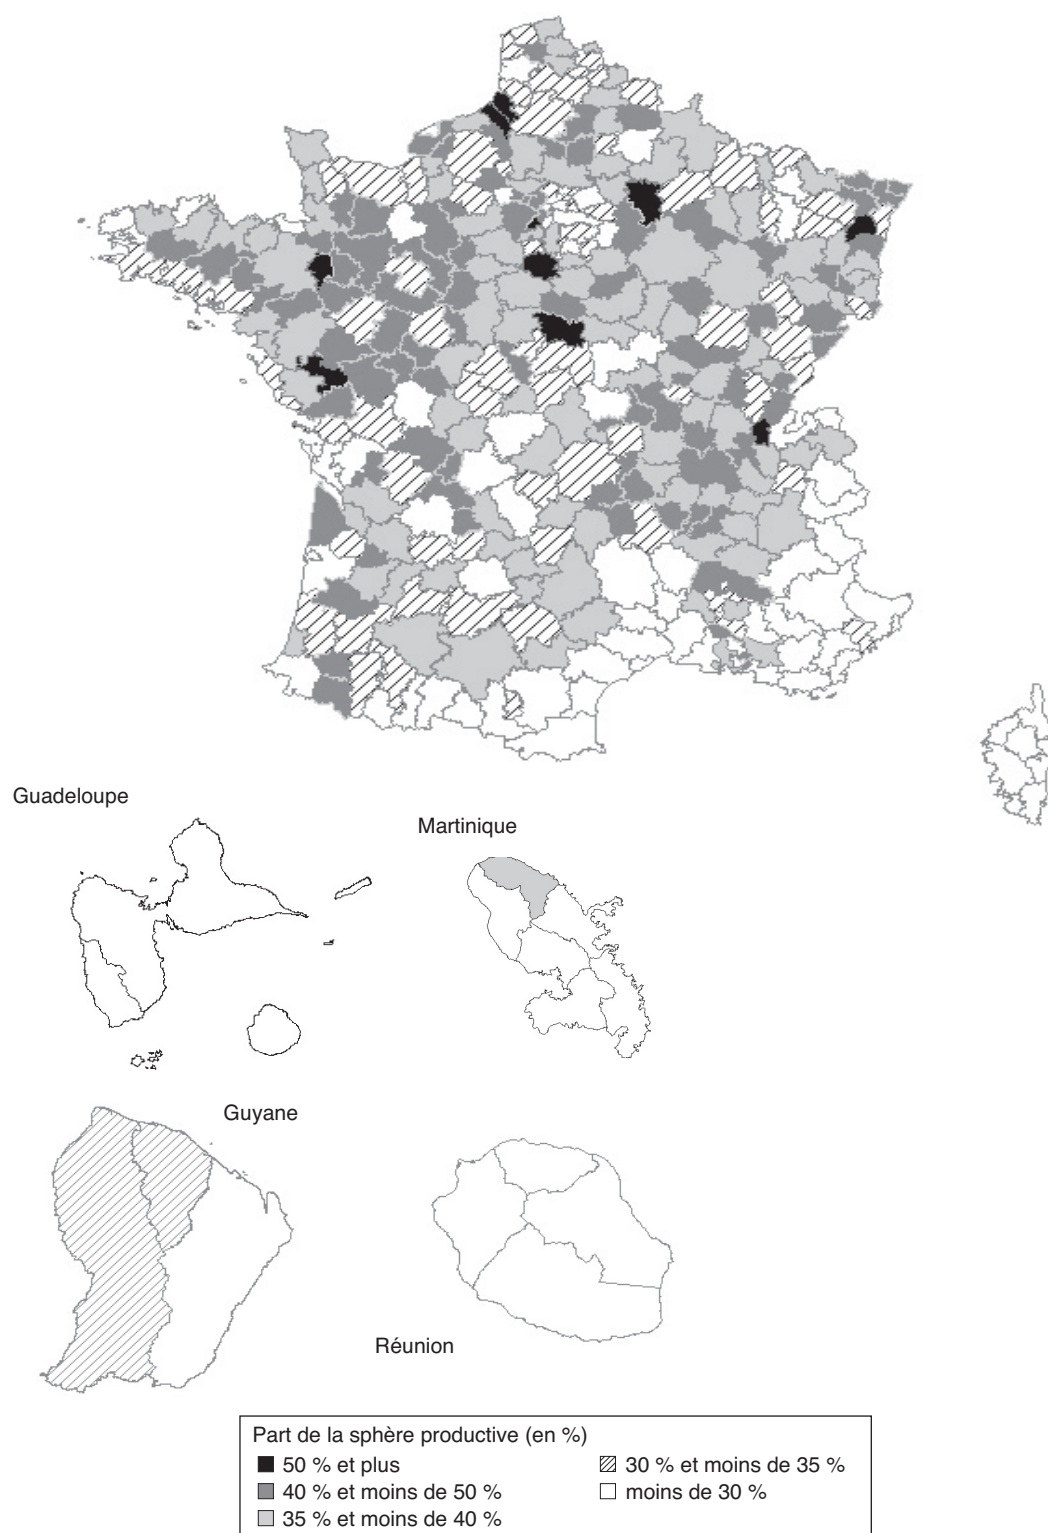 Guadeloupe
Martinique
Guyane
Réunion
Part de la sphère productive (en %)
50 % et plus
30 % et moins de 35 %
40 % et moins de 50 %
moins de 30 %
35 % et moins de 40 %